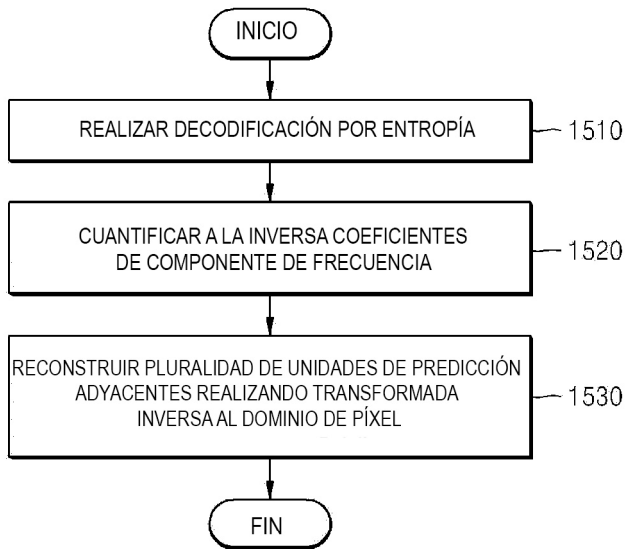 INICIO
REALIZAR DECODIFICACIÓN POR ENTROPÍA
1510
CUANTIFICAR A LA INVERSA COEFICIENTES
DE COMPONENTE DE FRECUENCIA
1520
RECONSTRUIR PLURALIDAD DE UNIDADES DE PREDICCIÓN
ADYACENTES REALIZANDO TRANSFORMADA
INVERSA AL DOMINIO DE PÍXEL
1530
FIN